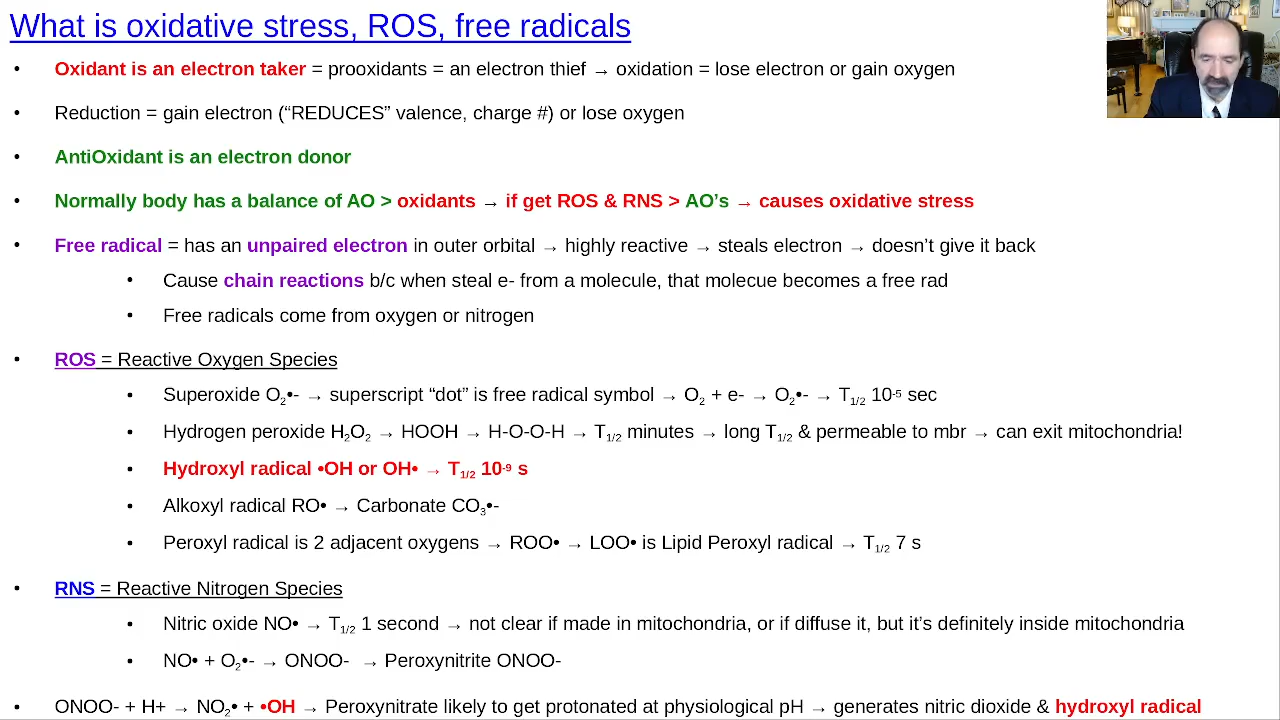 What is oxidative stress, ROS, free radicals
• Oxidant is an electron taker = prooxidants = an electron thief → oxidation = lose electron or gain oxygen
• Reduction = gain electron (“REDUCES” valence, charge #) or lose oxygen
• AntiOxidant is an electron donor
• Normally body has a balance of AO > oxidants → if get ROS & RNS > AO’s → causes oxidative stress
• Free radical = has an unpaired electron in outer orbital → highly reactive → steals electron → doesn’t give it back
• Cause chain reactions b/c when steal e- from a molecule, that molecue becomes a free rad
• Free radicals come from oxygen or nitrogen
• ROS = Reactive Oxygen Species
• Superoxide O₂•- → superscript “dot” is free radical symbol → O₂ + e- → O₂•- → T₁/₂ 10⁻⁵ sec
• Hydrogen peroxide H₂O₂ → HOOH → H-O-O-H → T₁/₂ minutes → long T₁/₂ & permeable to mbr → can exit mitochondria!
• Hydroxyl radical •OH or OH• → T₁/₂ 10⁻⁹ s
• Alkoxyl radical RO• → Carbonate CO₃•-
• Peroxyl radical is 2 adjacent oxygens → ROO• → LOO• is Lipid Peroxyl radical → T₁/₂ 7 s
• RNS = Reactive Nitrogen Species
• Nitric oxide NO• → T₁/₂ 1 second → not clear if made in mitochondria, or if diffuse it, but it’s definitely inside mitochondria
• NO• + O₂•- → ONOO- → Peroxynitrite ONOO-
• ONOO- + H+ → NO₂• + •OH → Peroxynitrate likely to get protonated at physiological pH → generates nitric dioxide & hydroxyl radical